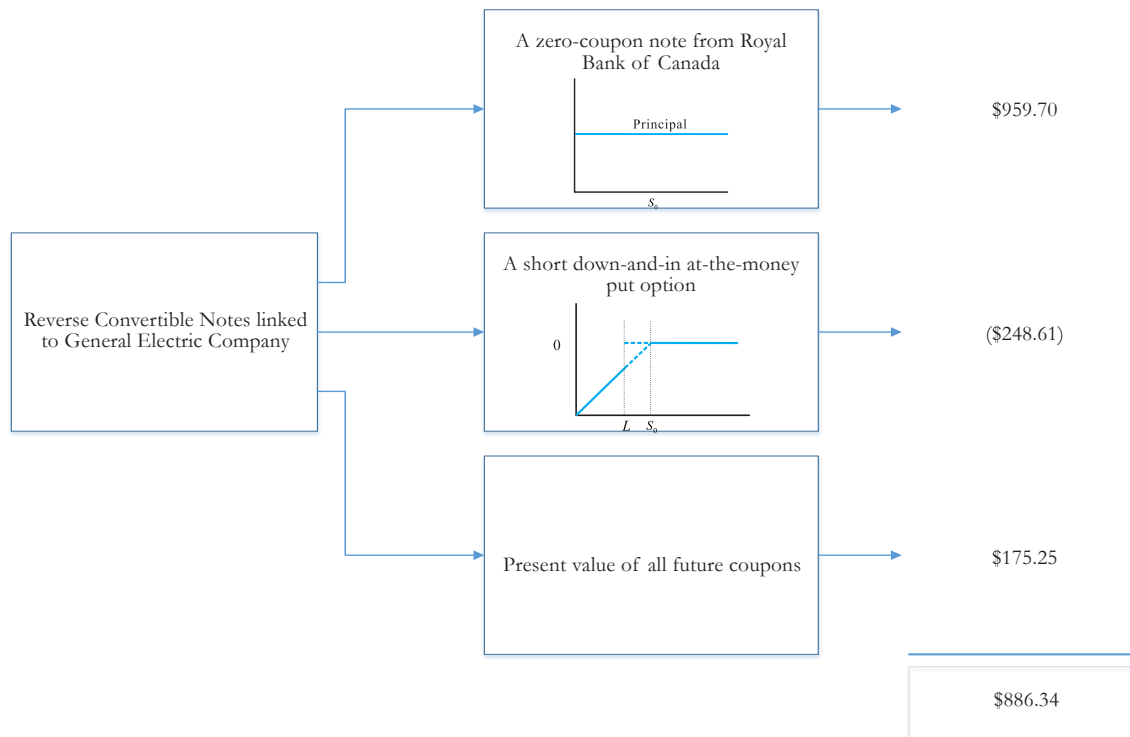 A zero-coupon note from Royal
Bank of Canada
Principal
S₀
$959.70
Reverse Convertible Notes linked
to General Electric Company
A short down-and-in at-the-money
put option
0
L S₀
($248.61)
Present value of all future coupons
$175.25
$886.34